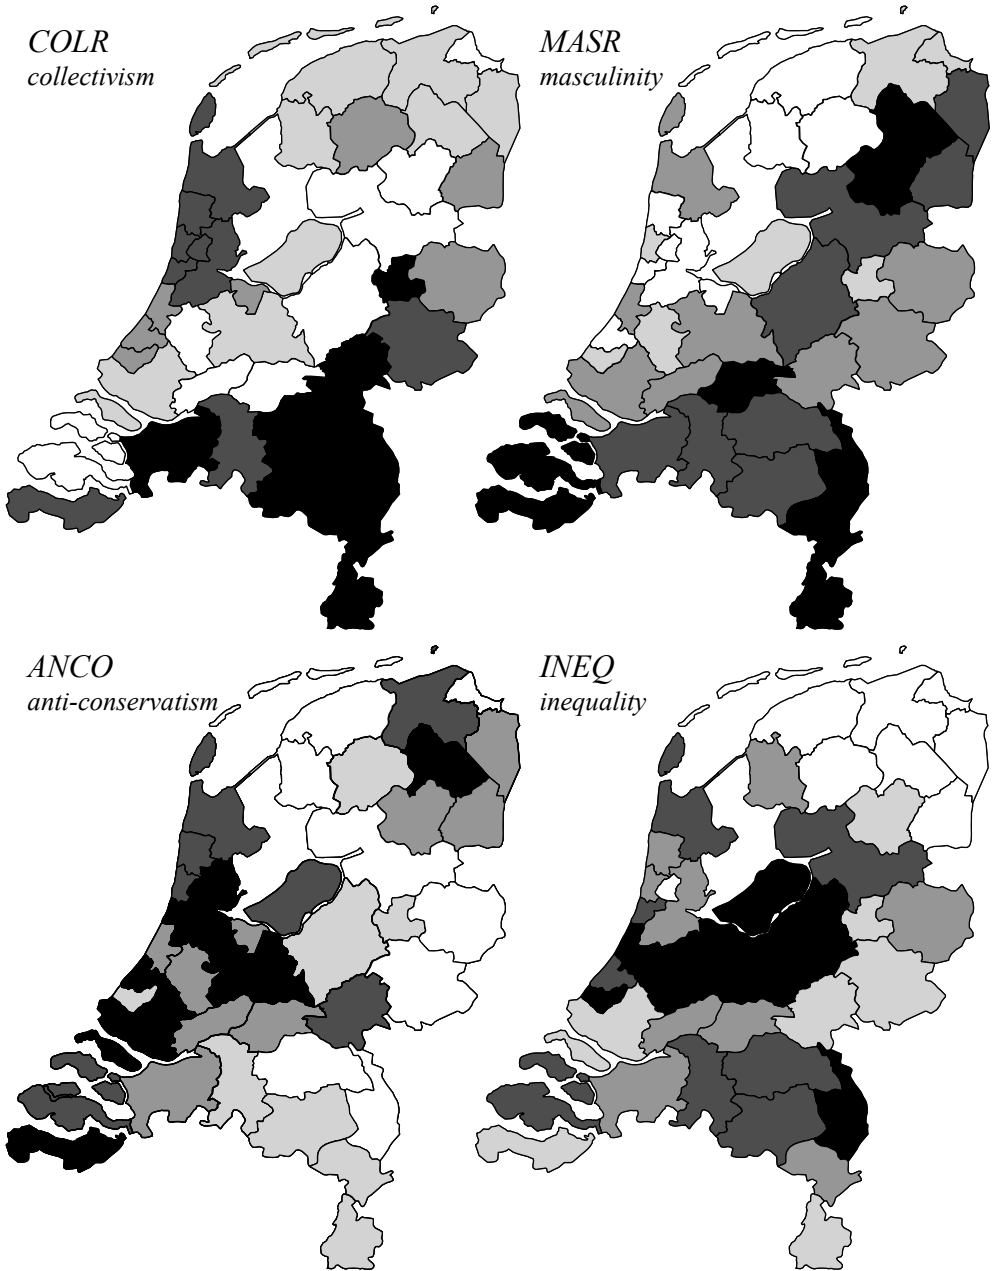 COLR
collectivism
MASR
masculinity
ANCO
anti-conservatism
INEQ
inequality